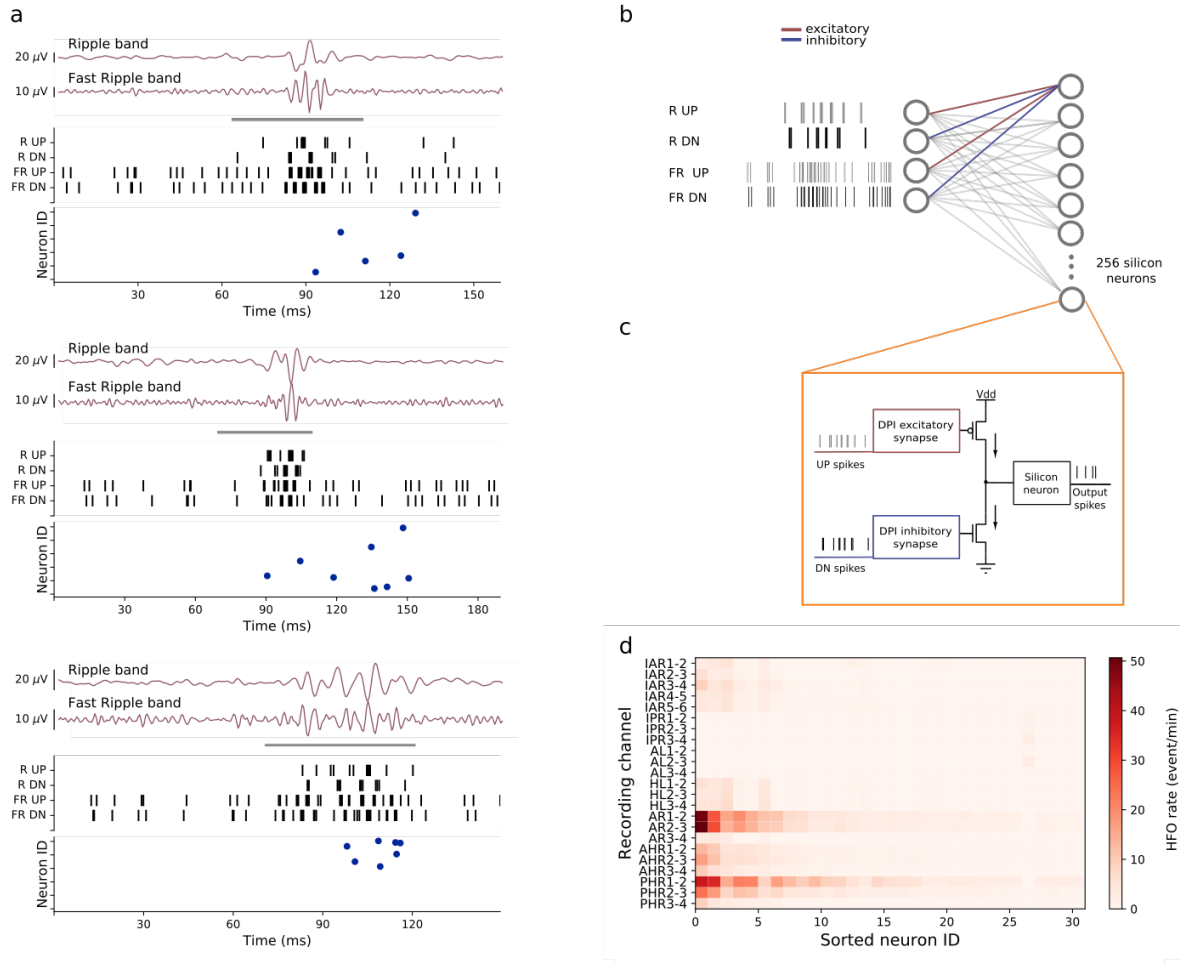 a
Ripple band
20 μV
Fast Ripple band
10 μV
R UP
R DN
FR UP
FR DN
Neuron ID
30 60 90 120 150
Time (ms)
Ripple band
20 μV
Fast Ripple band
10 μV
R UP
R DN
FR UP
FR DN
Neuron ID
30 60 90 120 150 180
Time (ms)
Ripple band
20 μV
Fast Ripple band
10 μV
R UP
R DN
FR UP
FR DN
Neuron ID
30 60 90 120
Time (ms)
b
excitatory
inhibitory
R UP
R DN
FR UP
FR DN
256 silicon
neurons
c
Vdd
DPI excitatory
synapse
UP spikes
Silicon
neuron
Output
spikes
DPI inhibitory
synapse
DN spikes
d
Recording channel
IAR1-2
IAR2-3
IAR3-4
IAR4-5
IAR5-6
IPR1-2
IPR2-3
IPR3-4
AL1-2
AL2-3
AL3-4
HL1-2
HL2-3
HL3-4
AR1-2
AR2-3
AR3-4
AHR1-2
AHR2-3
AHR3-4
PHR1-2
PHR2-3
PHR3-4
0 5 10 15 20 25 30
Sorted neuron ID
50
40
30
20
10
0
HFO rate (event/min)